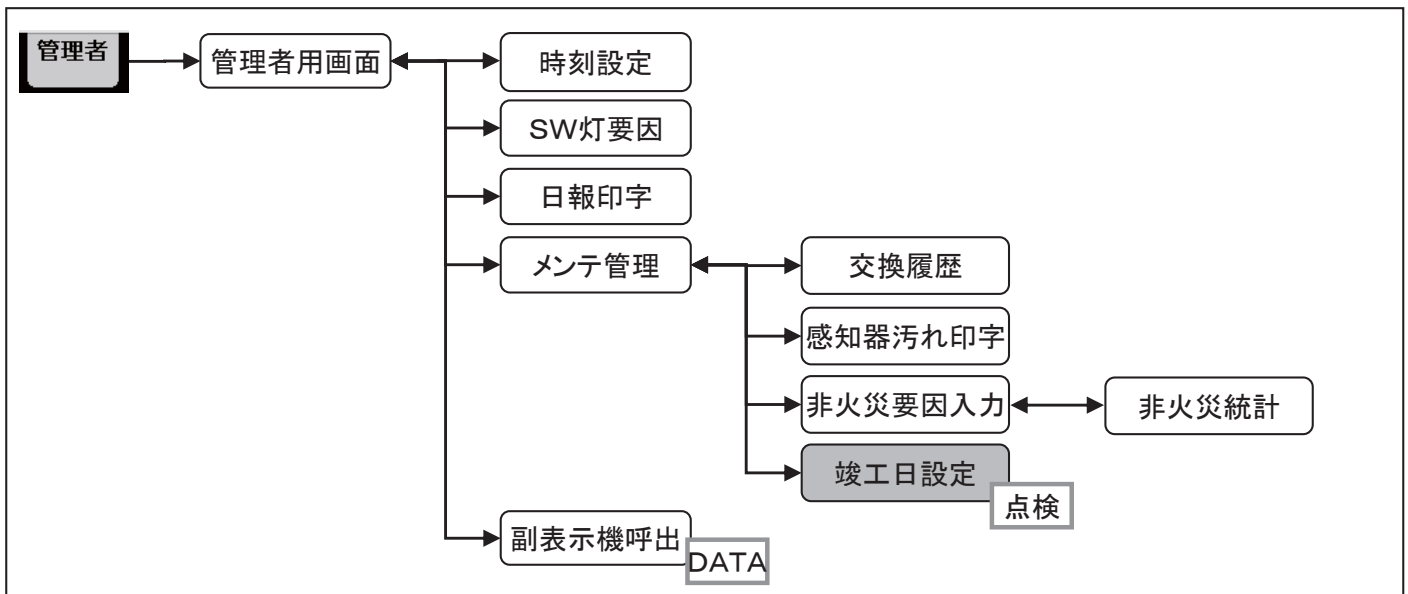 管理者
管理者用画面
時刻設定
ＳＷ灯要因
日報印字
メンテ管理
交換履歴
感知器汚れ印字
非火災要因入力
非火災統計
竣工日設定
点検
副表示機呼出
ＤＡＴＡ